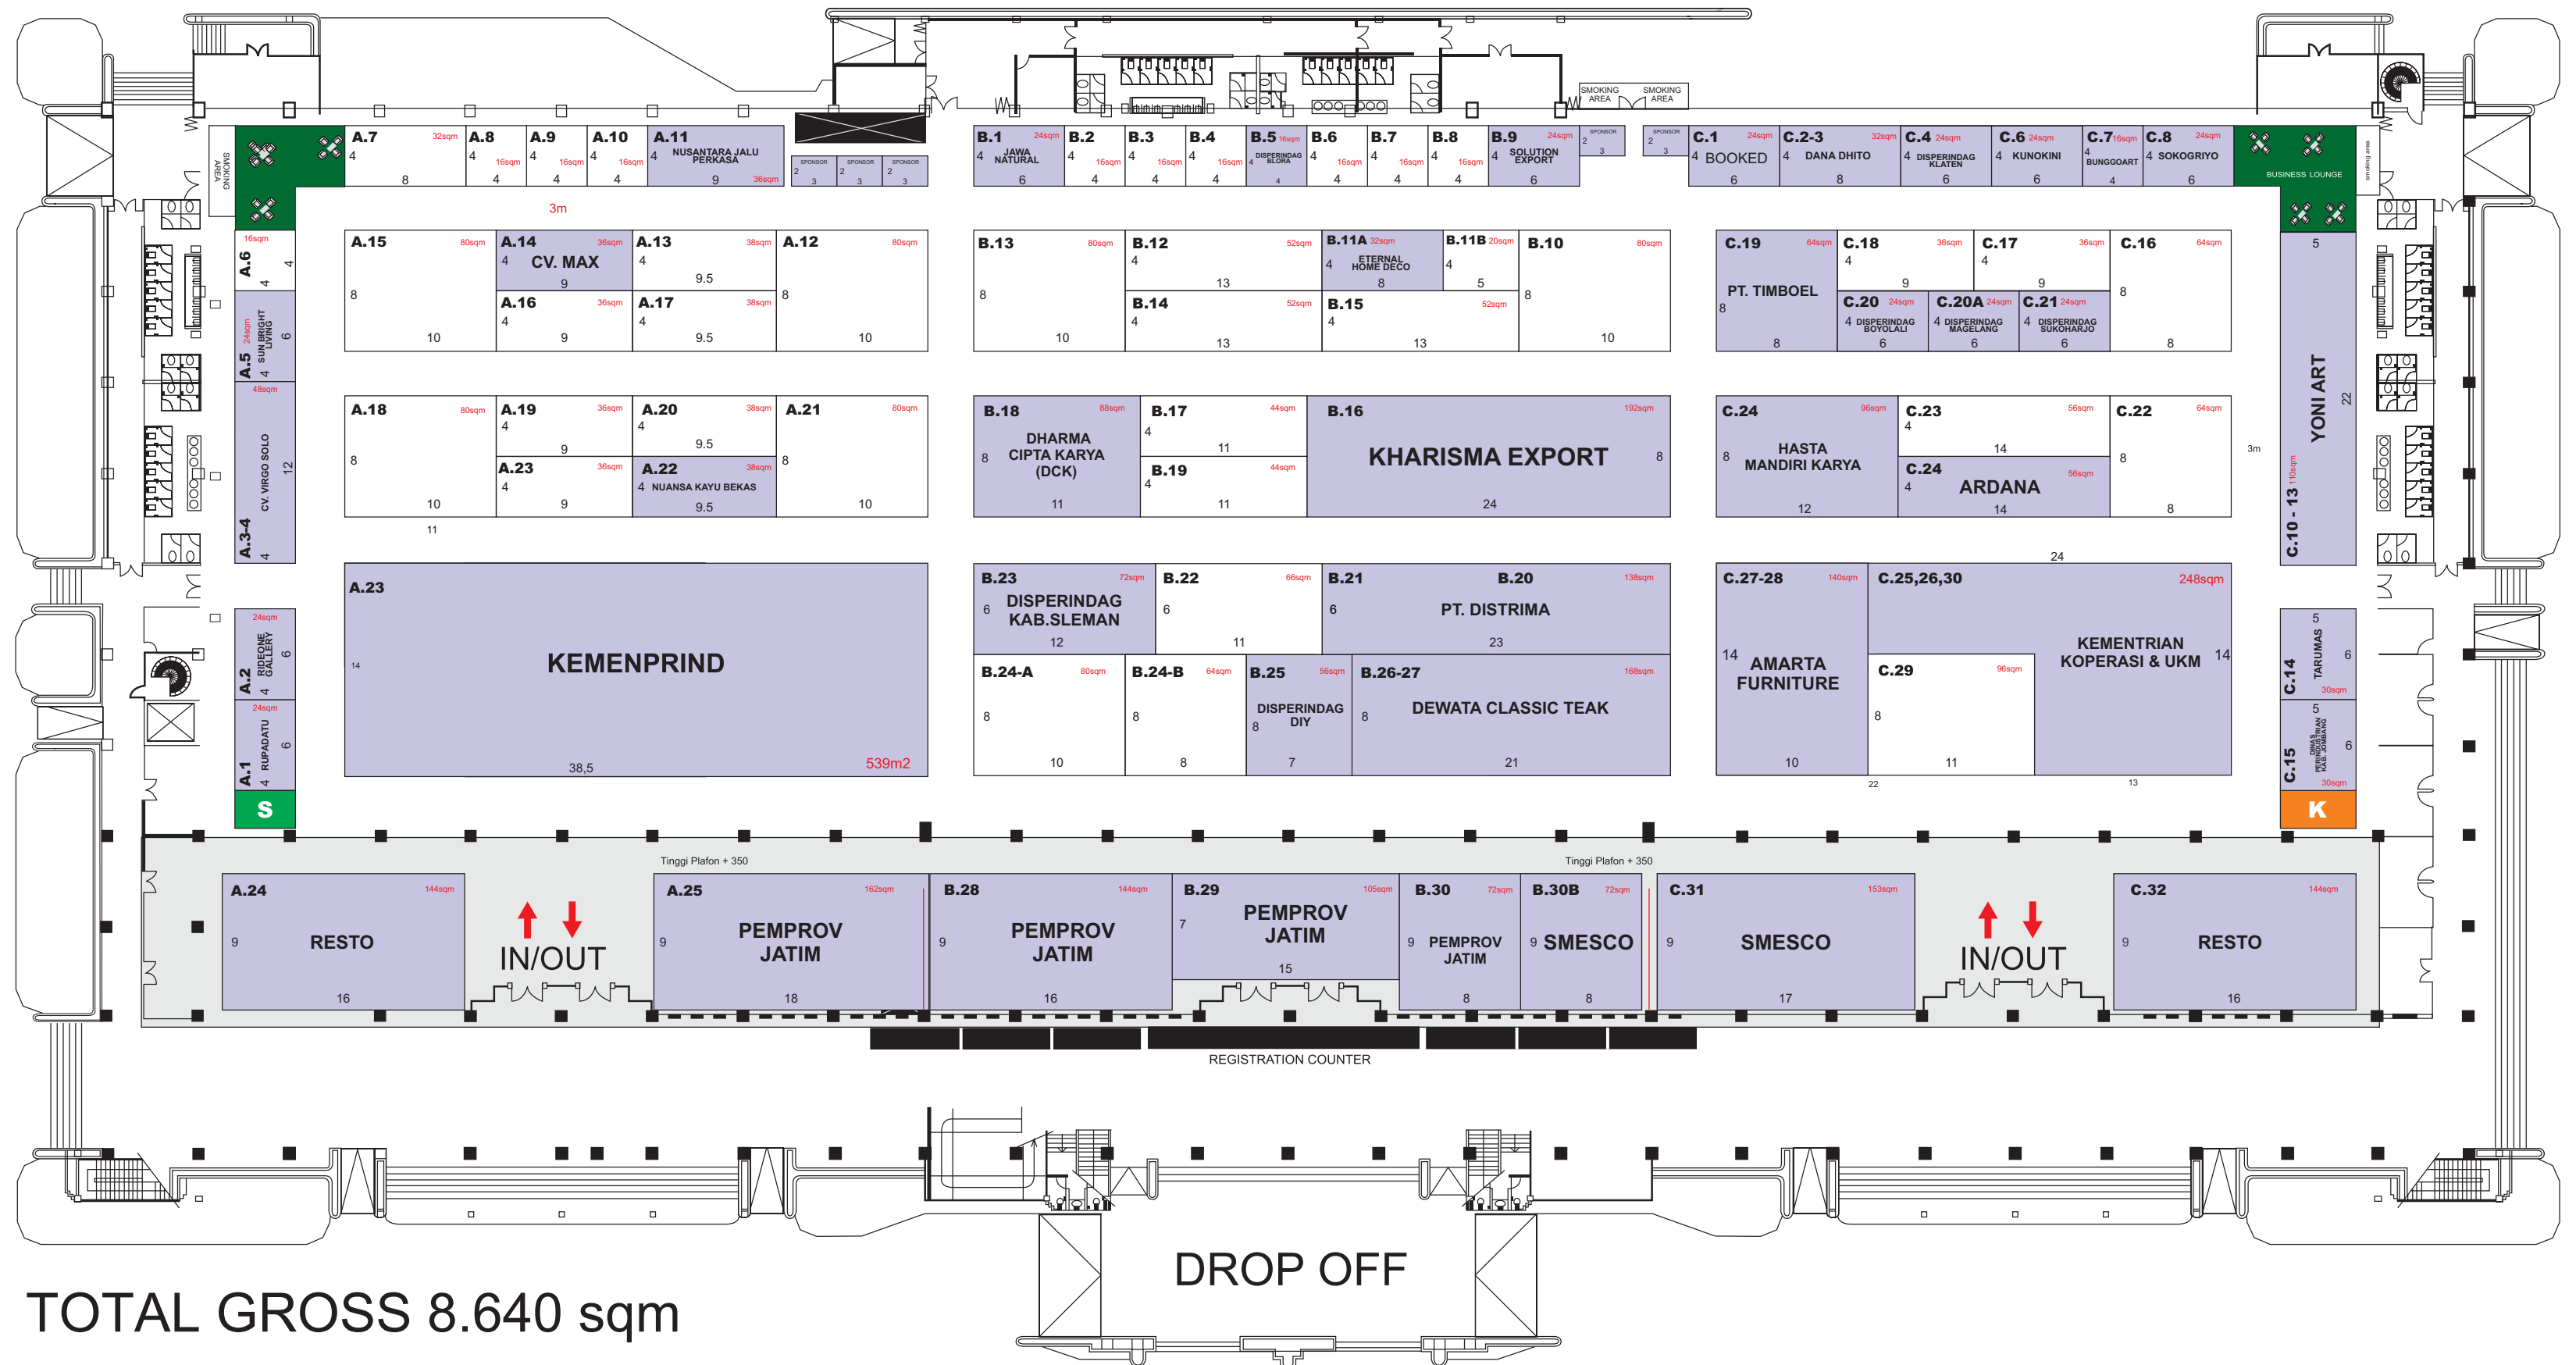 SMOKING
AREA
SMOKING
AREA
SMOKING
AREA
A.7 32sqm
4
8
A.8
4 16sqm
4
A.9
4 16sqm
4
A.10
4 16sqm
4
A.11
4 NUSANTARA JALU
PERKASA
9 36sqm
SPONSOR
2
3
SPONSOR
2
3
SPONSOR
2
3
B.1 24sqm
4 JAWA
NATURAL
6
B.2
4 16sqm
4
B.3
4 16sqm
4
B.4
4 16sqm
4
B.5 16sqm
4 DISPERINDAG
BLORA
4
B.6
4 16sqm
4
B.7
4 16sqm
4
B.8
4 16sqm
4
B.9 24sqm
4 SOLUTION
EXPORT
6
SPONSOR
2
3
SPONSOR
2
3
C.1 24sqm
4 BOOKED
6
C.2-3 32sqm
4 DANA DHITO
8
C.4 24sqm
4 DISPERINDAG
KLATEN
6
C.6 24sqm
4 KUNOKINI
6
C.7 16sqm
4
BUNGGOART
4
C.8 24sqm
4 SOKOGRIYO
6
BUSINESS LOUNGE
smoking area
3m
16sqm
A.6
4
4
A.5 24sqm
SUN BRIGHT
LIVING
4
6
48sqm
A.3-4
CV. VIRGO SOLO
4
12
A.15 80sqm
8
10
A.14 36sqm
4 CV. MAX
9
A.13 38sqm
4
9.5
A.12 80sqm
8
10
A.16 36sqm
4
9
A.17 38sqm
4
9.5
B.13 80sqm
8
10
B.12 52sqm
4
13
B.11A 32sqm
4 ETERNAL
HOME DECO
8
B.11B 20sqm
4
5
B.10 80sqm
8
10
B.14 52sqm
4
13
B.15 52sqm
4
13
C.19 64sqm
PT. TIMBOEL
8
8
C.18 36sqm
4
9
C.17 36sqm
4
9
C.16 64sqm
8
8
C.20 24sqm
4 DISPERINDAG
BOYOLALI
6
C.20A 24sqm
4 DISPERINDAG
MAGELANG
6
C.21 24sqm
4 DISPERINDAG
SUKOHARJO
6
5
YONI ART
22
C.10 - 13 110sqm
3m
A.18 80sqm
8
10
A.19 36sqm
4
9
A.20 38sqm
4
9.5
A.21 80sqm
8
10
A.23 36sqm
4
9
A.22 38sqm
4 NUANSA KAYU BEKAS
9.5
11
B.18 88sqm
DHARMA
8 CIPTA KARYA
(DCK)
11
B.17 44sqm
4
11
B.19 44sqm
4
11
B.16 192sqm
KHARISMA EXPORT 8
24
C.24 96sqm
8 HASTA
MANDIRI KARYA
12
C.23 56sqm
4
14
C.24 56sqm
4 ARDANA
14
C.22 64sqm
8
8
24
24sqm
A.2
RIDEONE
GALLERY
4
6
24sqm
A.1
RUPADATU
4
6
S
A.23
14 KEMENPRIND
38,5
539m2
B.23 72sqm
6 DISPERINDAG
KAB.SLEMAN
12
B.22 66sqm
6
11
B.21 B.20 138sqm
6 PT. DISTRIMA
23
B.24-A 80sqm
8
10
B.24-B 64sqm
8
8
B.25 56sqm
DISPERINDAG
DIY
8
7
B.26-27 168sqm
8 DEWATA CLASSIC TEAK
21
C.27-28 140sqm
14 AMARTA
FURNITURE
10
C.25,26,30 248sqm
KEMENTRIAN
KOPERASI & UKM 14
C.29 96sqm
8
11
22
13
5
C.14
TARUMAS
6
30sqm
5
C.15
DINAS
PERINDUSTRIAN
KAB. JOMBANG
6
30sqm
K
Tinggi Plafon + 350
Tinggi Plafon + 350
A.24 144sqm
9 RESTO
16
IN/OUT
A.25 162sqm
9 PEMPROV
JATIM
18
B.28 144sqm
9 PEMPROV
JATIM
16
B.29 105sqm
7 PEMPROV
JATIM
15
B.30 72sqm
9 PEMPROV
JATIM
8
B.30B 72sqm
9 SMESCO
8
C.31 153sqm
9 SMESCO
17
IN/OUT
C.32 144sqm
9 RESTO
16
REGISTRATION COUNTER
DROP OFF
TOTAL GROSS 8.640 sqm